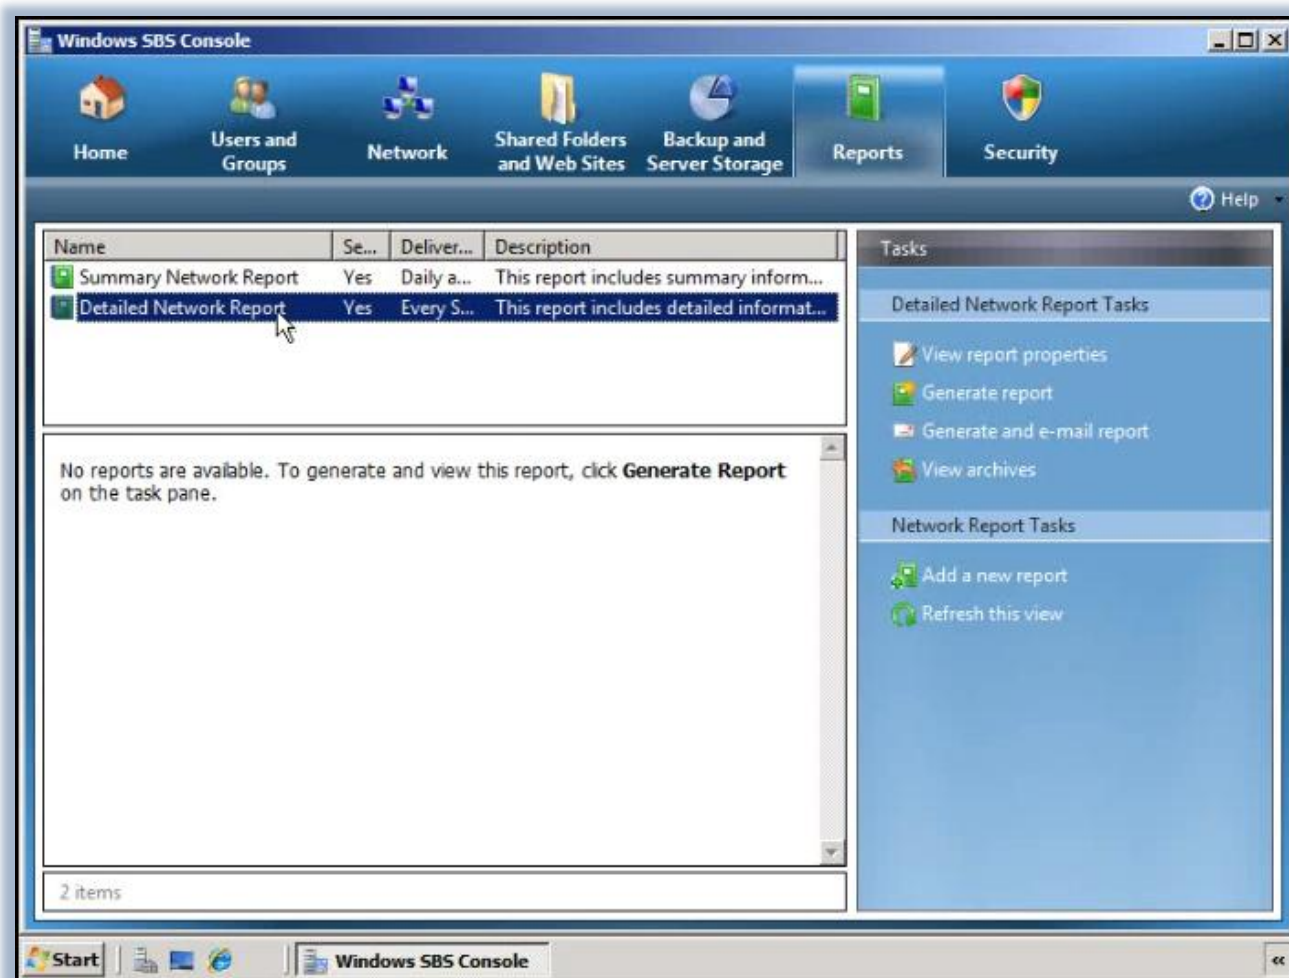 Windows SBS Console
Home
Users and
Groups
Network
Shared Folders
and Web Sites
Backup and
Server Storage
Reports
Security
Help
Name Se... Deliver... Description
Summary Network Report Yes Daily a... This report includes summary inform...
Detailed Network Report Yes Every S... This report includes detailed informat...
No reports are available. To generate and view this report, click Generate Report
on the task pane.
2 items
Tasks
Detailed Network Report Tasks
View report properties
Generate report
Generate and e-mail report
View archives
Network Report Tasks
Add a new report
Refresh this view
Start
Windows SBS Console